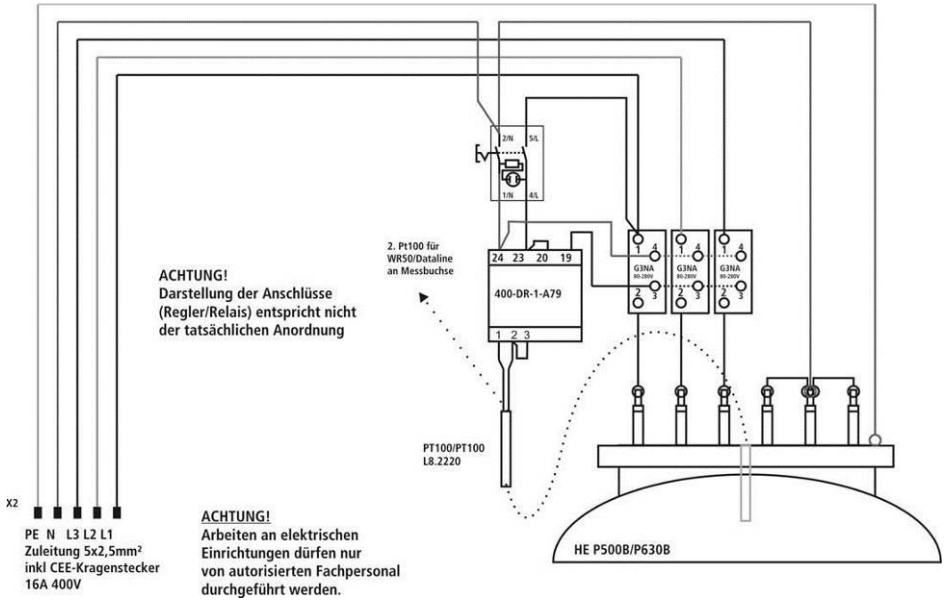 2/N 5/L
1/N 4/L
2. Pt100 für
WR50/Dataline
an Messbuchse
24 23 20 19
400-DR-1-A79
1 2 3
1 4
G3NA
2 3
1 4
G3NA
2 3
1 4
G3NA
2 3
ACHTUNG!
Darstellung der Anschlüsse
(Regler/Relais) entspricht nicht
der tatsächlichen Anordnung
PT100/PT100
L8.2220
X2
PE N L3 L2 L1
Zuleitung 5x2,5mm²
inkl CEE-Kragenstecker
16A 400V
ACHTUNG!
Arbeiten an elektrischen
Einrichtungen dürfen nur
von autorisierten Fachpersonal
durchgeführt werden.
HE P500B/P630B